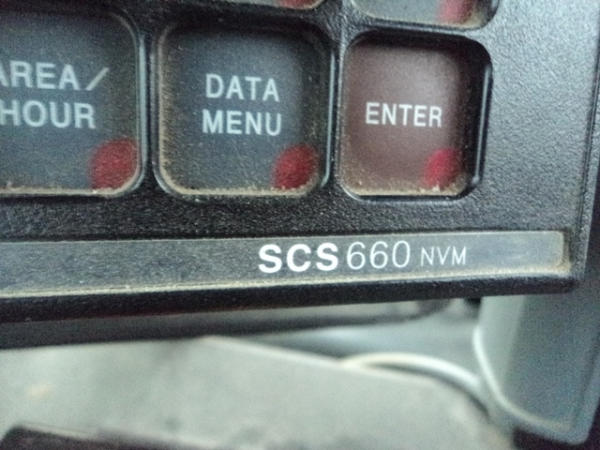 AREA/
HOUR
DATA
MENU
ENTER
SCS 660 NVM